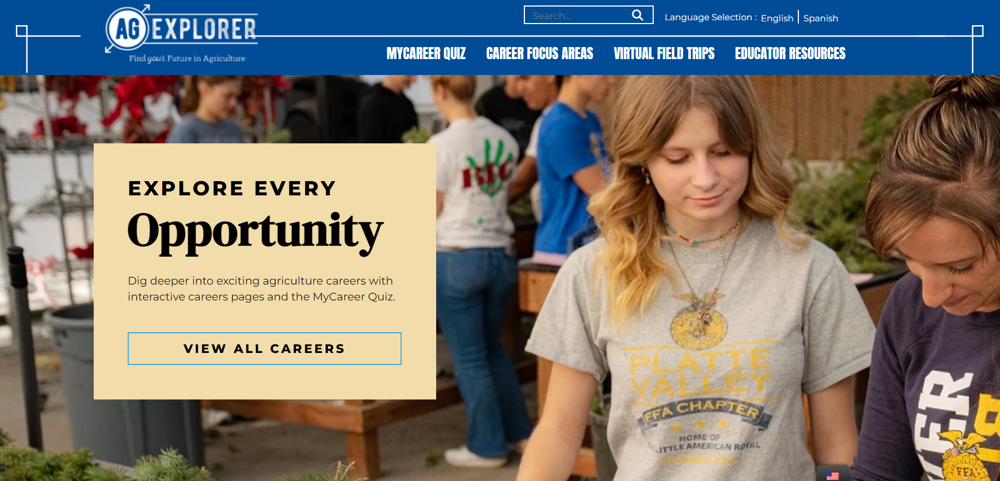 AG EXPLORER
Find your Future in Agriculture
Search...
Language Selection : English Spanish
MYCAREER QUIZ CAREER FOCUS AREAS VIRTUAL FIELD TRIPS EDUCATOR RESOURCES
EXPLORE EVERY
Opportunity
Dig deeper into exciting agriculture careers with
interactive careers pages and the MyCareer Quiz.
VIEW ALL CAREERS
PLATTE
VALLEY
FFA CHAPTER
HOME OF
LITTLE AMERICAN ROYAL
FFA